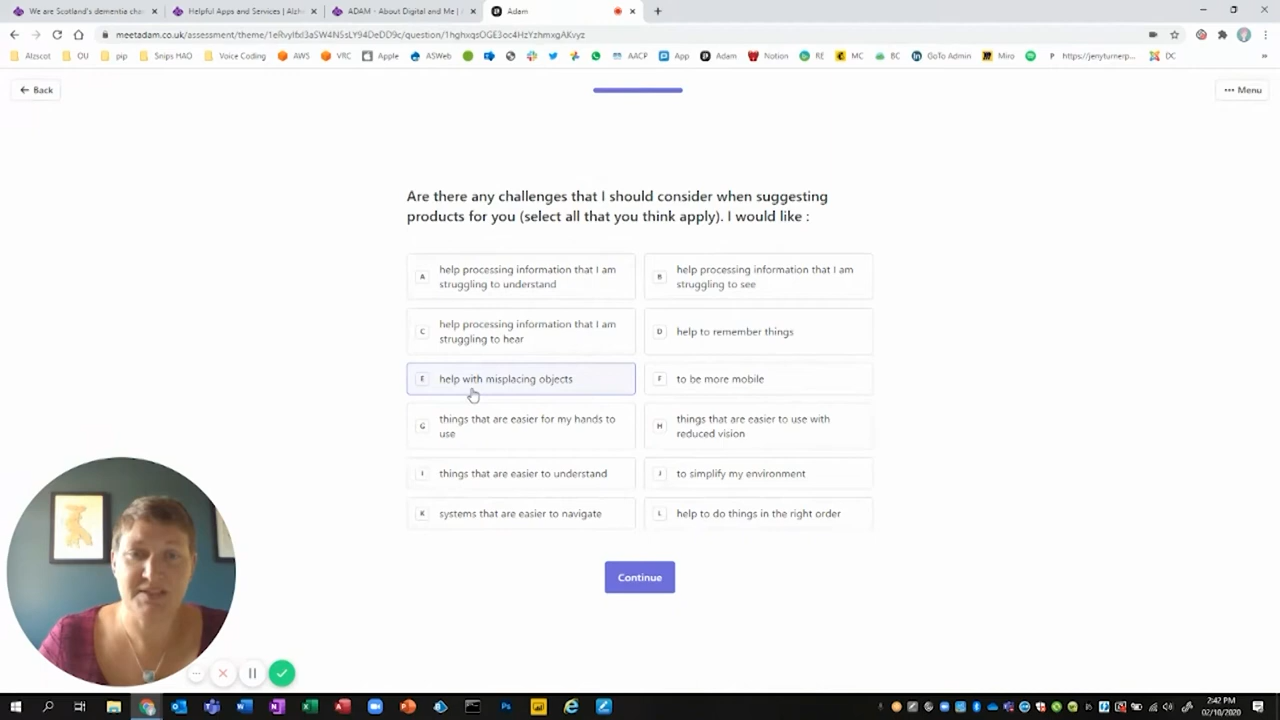 We are Scotland's dementia cha
Helpful Apps and Services | Alzh
ADAM - About Digital and Me |
Adam
meetadam.co.uk/assessment/theme/
Alzscot
OU
pip
Snips HAO
Voice Coding
AWS
VRC
Apple
ASWeb
AACP
App
Adam
Notion
RE
MC
BC
GoTo Admin
Miro
https://jenyturnerp...
DC
Back
Menu
Are there any challenges that I should consider when suggesting
products for you (select all that you think apply). I would like :
A help processing information that I am
struggling to understand
B help processing information that I am
struggling to see
C help processing information that I am
struggling to hear
D help to remember things
E help with misplacing objects
F to be more mobile
G things that are easier for my hands to
use
H things that are easier to use with
reduced vision
I things that are easier to understand
J to simplify my environment
K systems that are easier to navigate
L help to do things in the right order
Continue
2:42 PM
02/10/2020